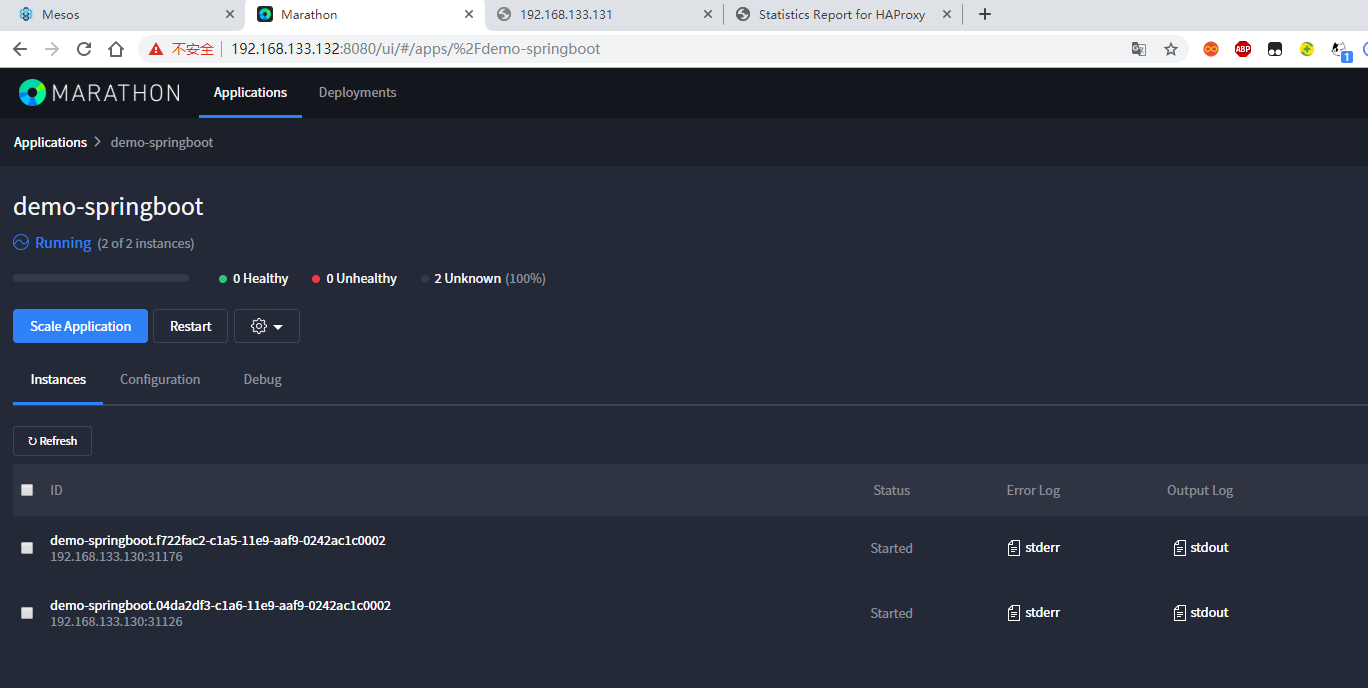 Mesos
Marathon
192.168.133.131
Statistics Report for HAProxy
不安全
192.168.133.132:8080/ui/#/apps/%2Fdemo-springboot
ABP
1
MARATHON
Applications
Deployments
Applications
demo-springboot
demo-springboot
Running (2 of 2 instances)
0 Healthy
0 Unhealthy
2 Unknown (100%)
Scale Application
Restart
Instances
Configuration
Debug
↻ Refresh
ID
Status
Error Log
Output Log
demo-springboot.f722fac2-c1a5-11e9-aaf9-0242ac1c0002
192.168.133.130:31176
Started
stderr
stdout
demo-springboot.04da2df3-c1a6-11e9-aaf9-0242ac1c0002
192.168.133.130:31126
Started
stderr
stdout